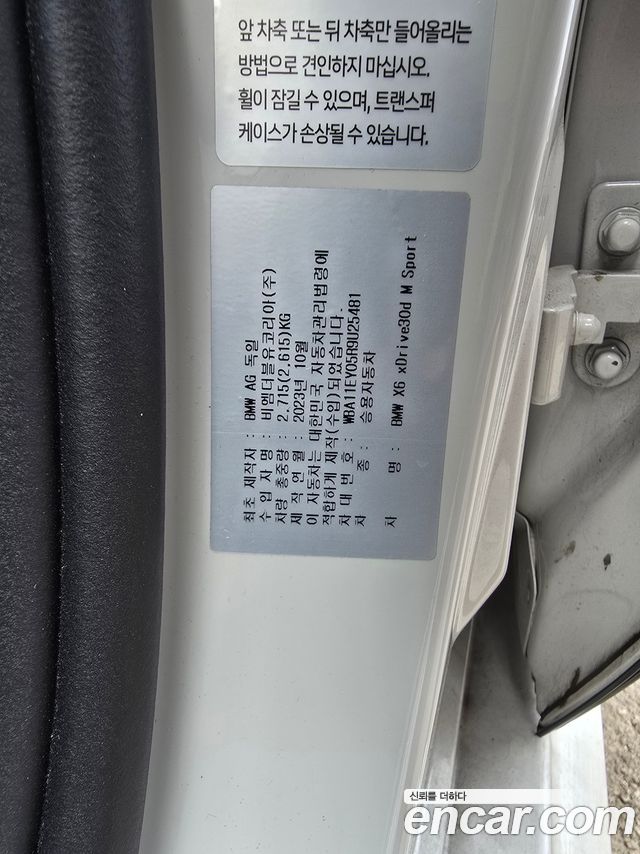 앞 차축 또는 뒤 차축만 들어올리는
방법으로 견인하지 마십시오.
휠이 잠길 수 있으며, 트랜스퍼
케이스가 손상될 수 있습니다.
최초 제작자 : BMW AG 독일
수 입 자 명 : 비엠더블유코리아(주)
차량 총중량 : 2.715(2.615)KG
제 작 연 월 : 2023년 10월
이 자동차는 대한민국 자동차관리법령에
적합하게 제작(수입)되었습니다.
차 대 번 호 : WBA11EY05R9U25481
차 종 : 승용자동차
차 명 : BMW X6 xDrive30d M Sport
신뢰를 더하다
encar.com